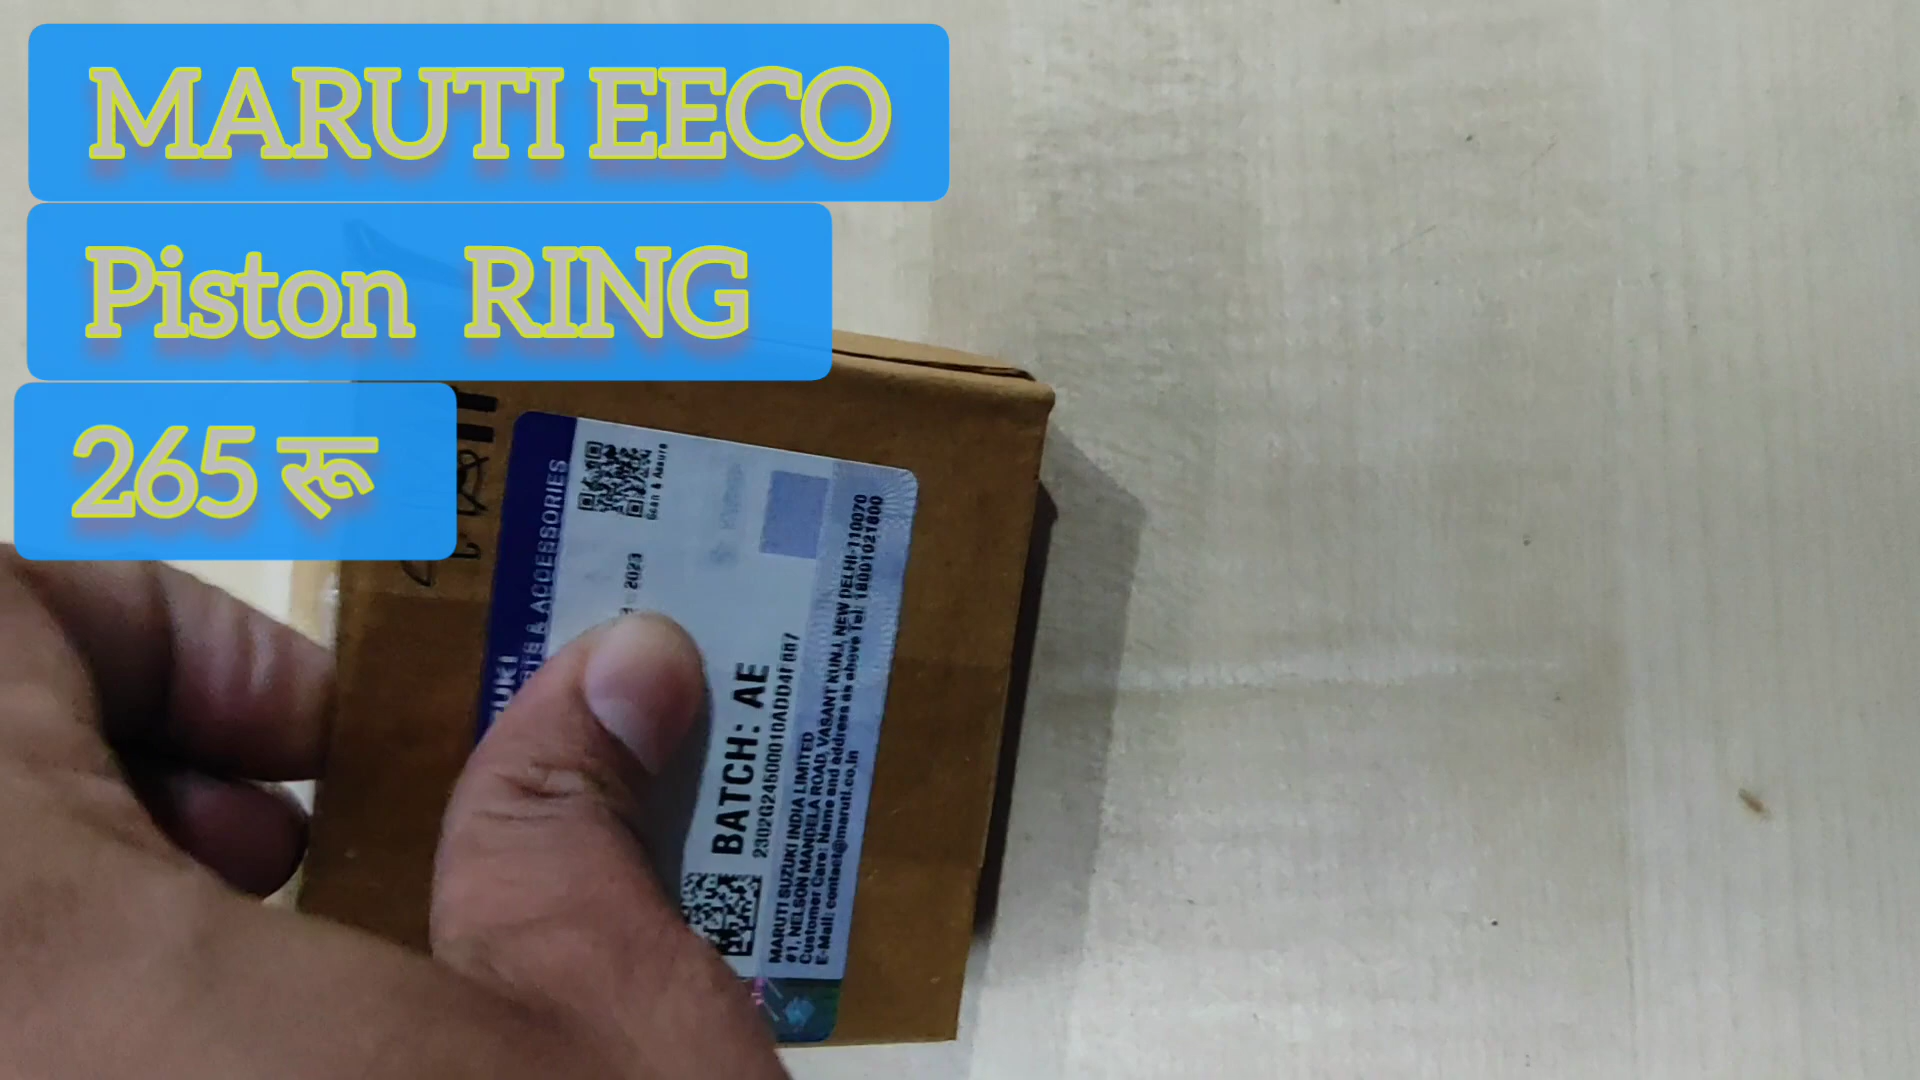 MARUTI EECO
Piston RING
265 रू
& ACCESSORIES
Scan & Assure
2023
BATCH: AE
MARUTI SUZUKI INDIA LIMITED
#1, NELSON MANDELA ROAD, VASANT KUNJ, NEW DELHI-110070
Customer Care: Name and address as above Tel: 18001021800
E-Mail: contact@maruti.co.in